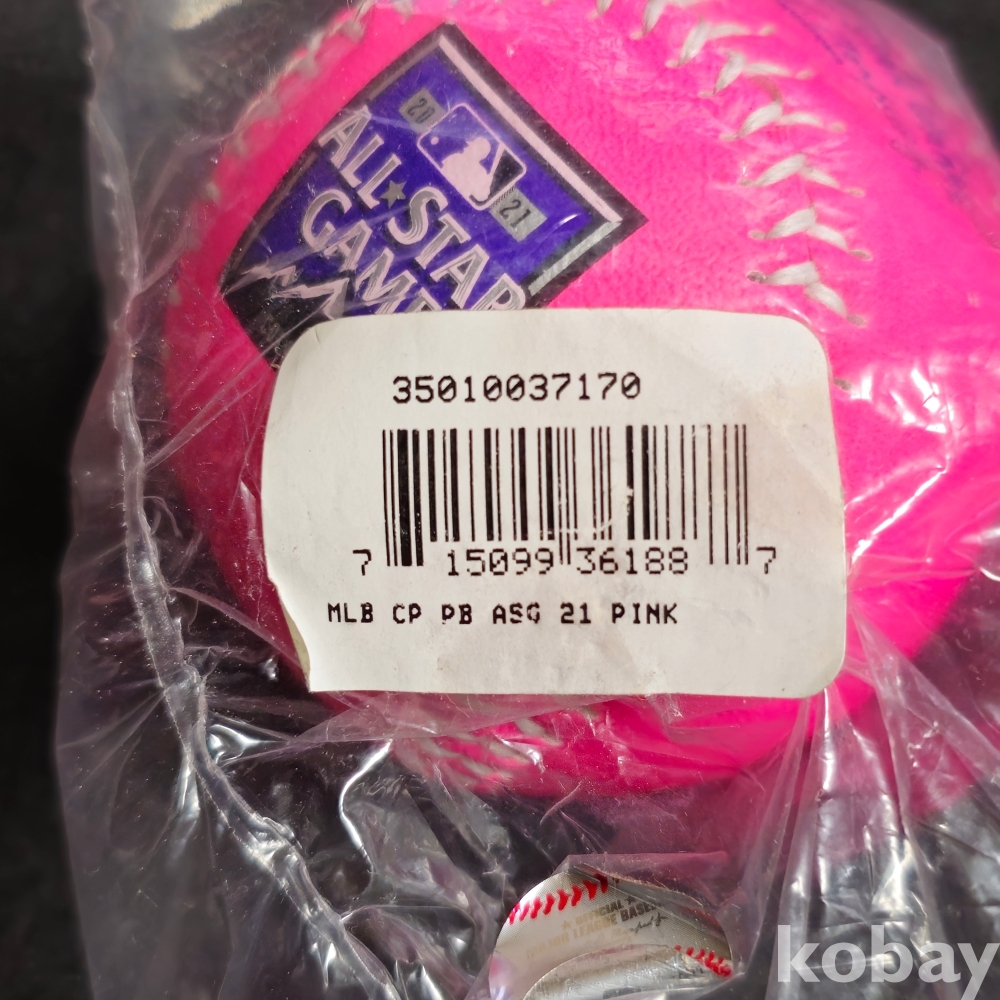 20 21
ALL★STAR
GAME
35010037170
7 15099 36188 7
MLB CP PB ASG 21 PINK
kobay